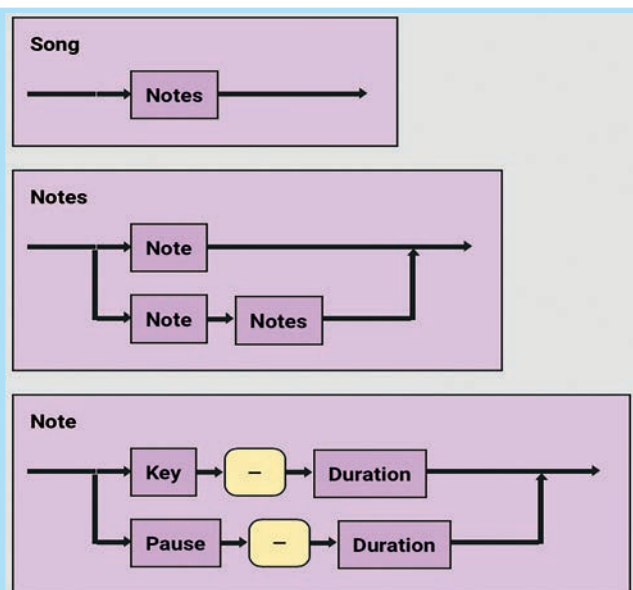 Song
Notes
Notes
Note
Note Notes
Note
Key – Duration
Pause – Duration